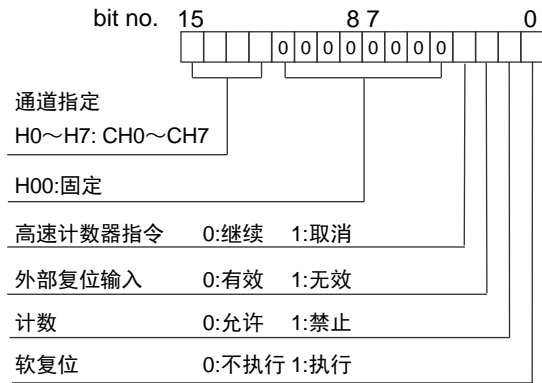 bit no. 15 8 7 0
0 0 0 0 0 0 0 0
通道指定
H0～H7: CH0～CH7
H00:固定
高速计数器指令 0:继续 1:取消
外部复位输入 0:有效 1:无效
计数 0:允许 1:禁止
软复位 0:不执行 1:执行